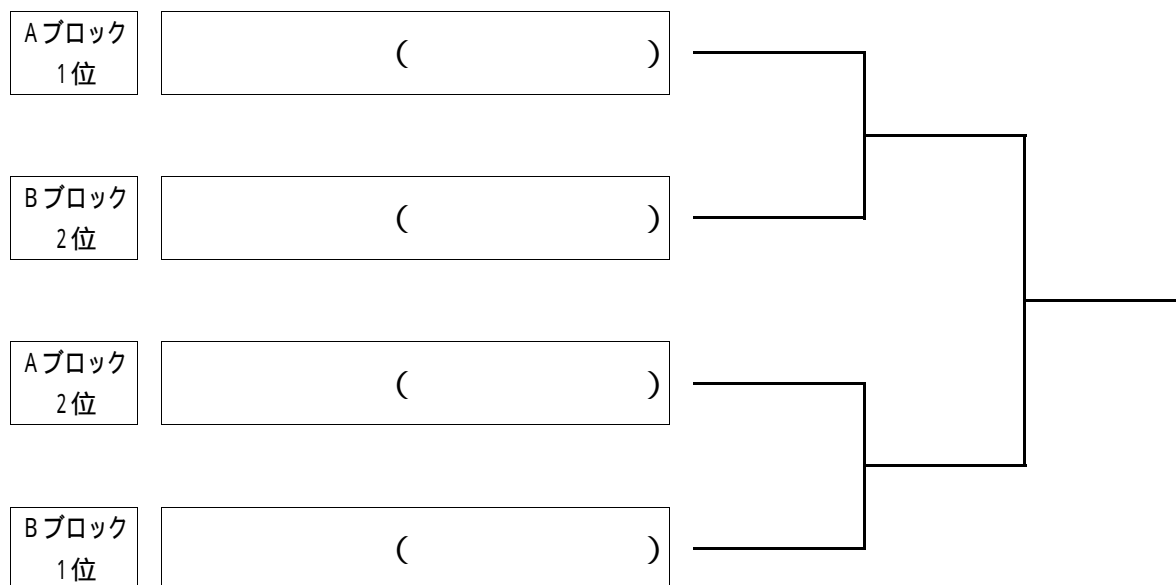 Aブロック
1位
(　　　　　　)
Bブロック
2位
(　　　　　　)
Aブロック
2位
(　　　　　　)
Bブロック
1位
(　　　　　　)